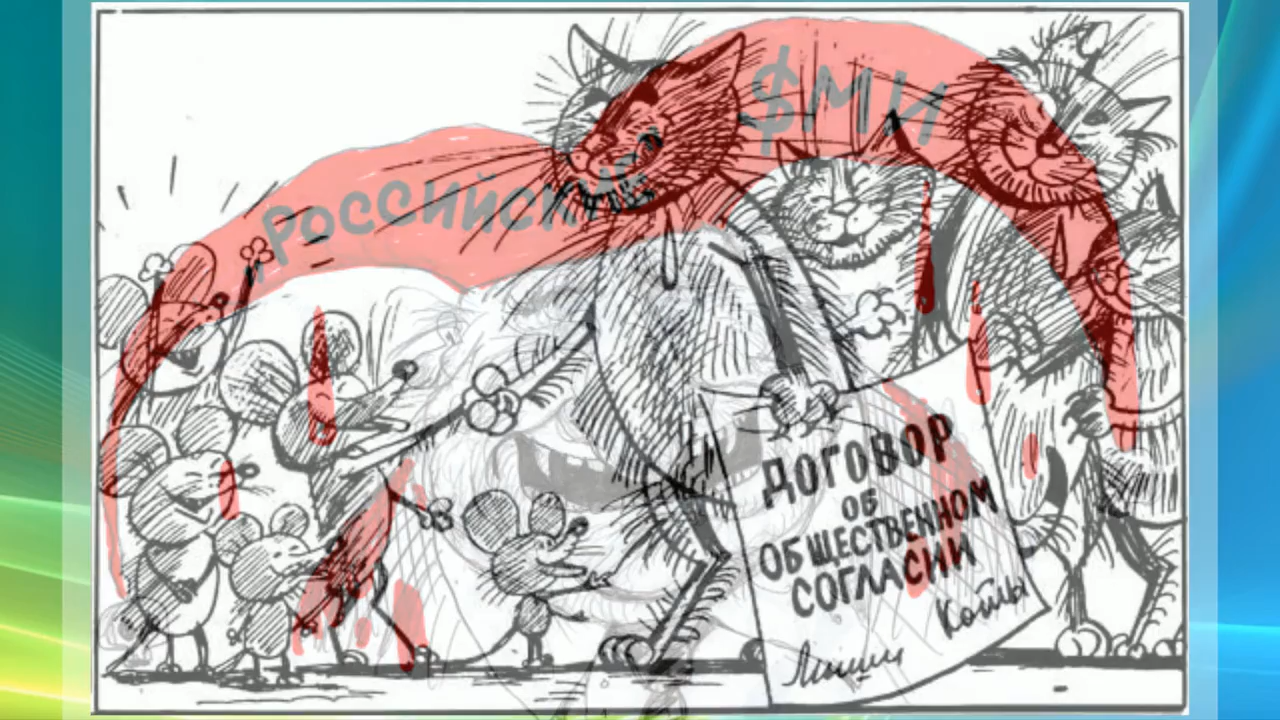 РОССИЙСКИЕ $МИ
ДОГОВОР
ОБ
ОБЩЕСТВЕННОМ
СОГЛАСИИ
Коты
Мыши